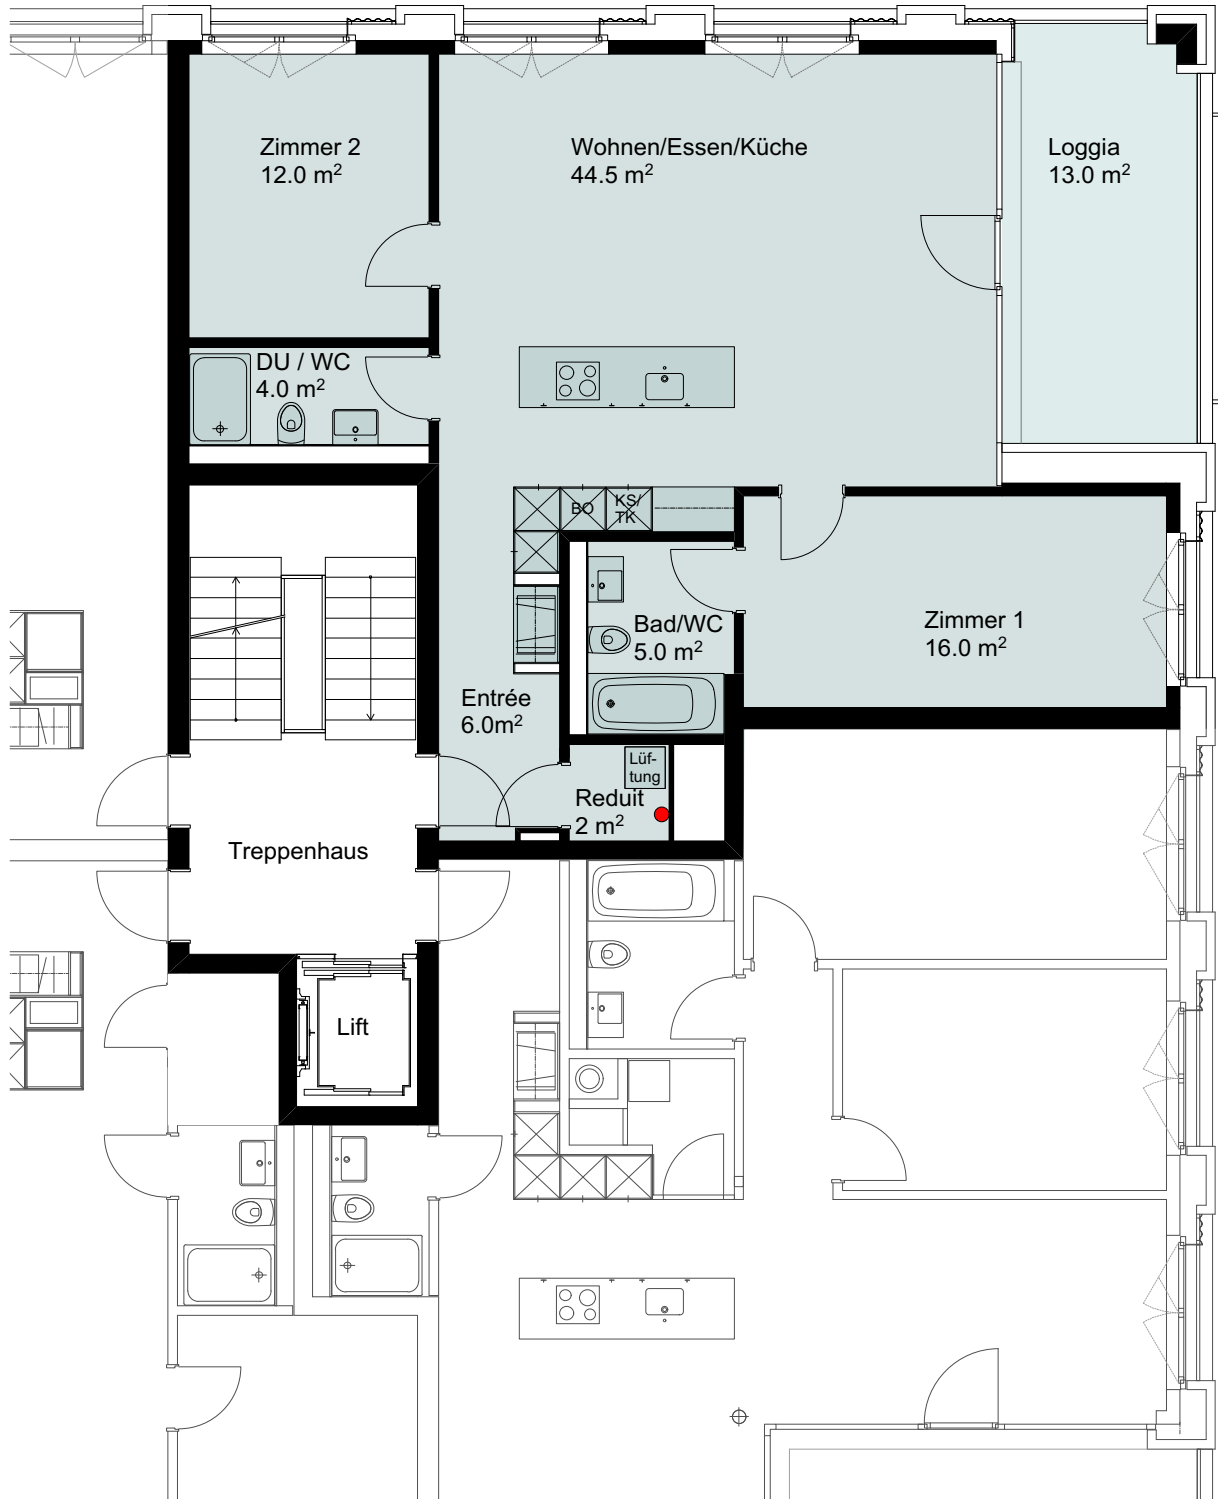 Zimmer 2
12.0 m²
Wohnen/Essen/Küche
44.5 m²
Loggia
13.0 m²
DU / WC
4.0 m²
BO
KS/
TK
Bad/WC
5.0 m²
Zimmer 1
16.0 m²
Entrée
6.0m²
Lüf-
tung
Reduit
2 m²
Treppenhaus
Lift